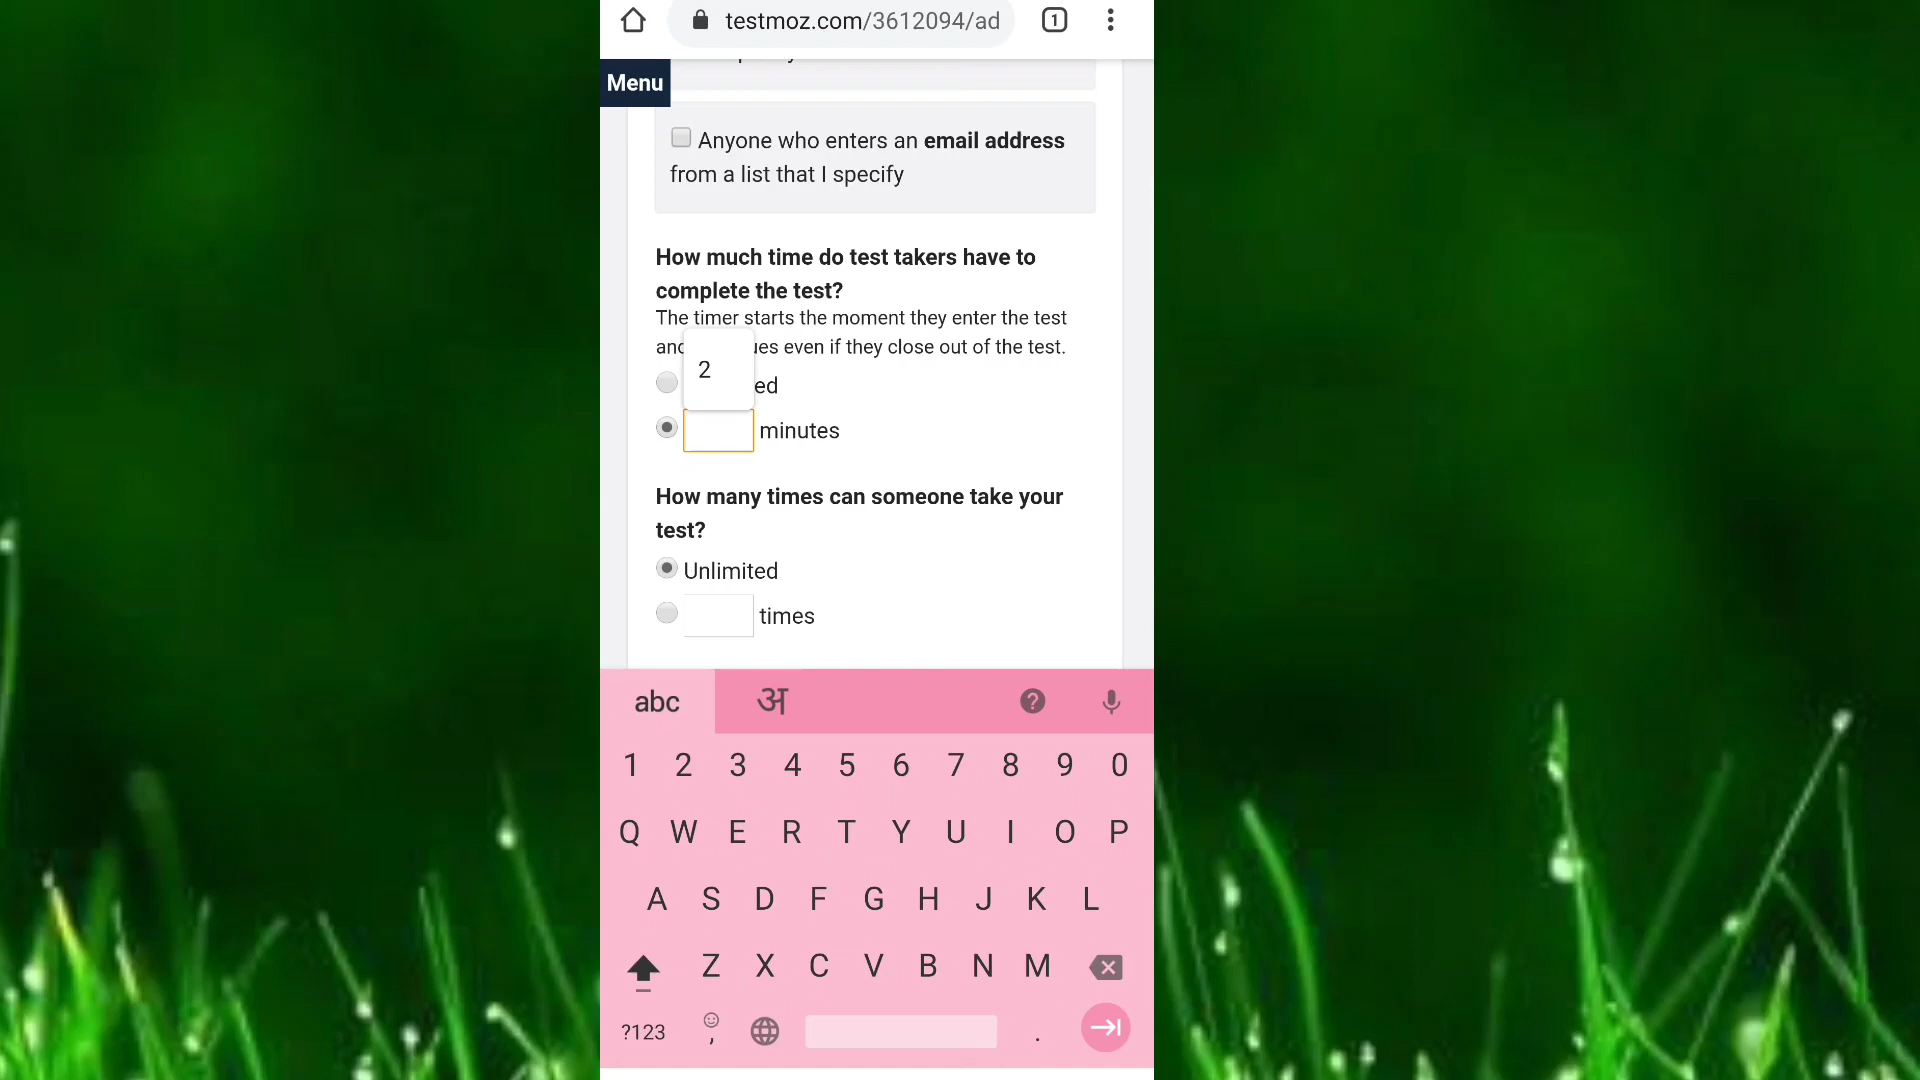 testmoz.com/3612094/ad
1
Menu
Anyone who enters an email address
from a list that I specify
How much time do test takers have to
complete the test?
The timer starts the moment they enter the test
ues even if they close out of the test.
2
ed
minutes
How many times can someone take your
test?
Unlimited
times
abc अ
1 2 3 4 5 6 7 8 9 0
Q W E R T Y U I O P
A S D F G H J K L
Z X C V B N M
?123 , .